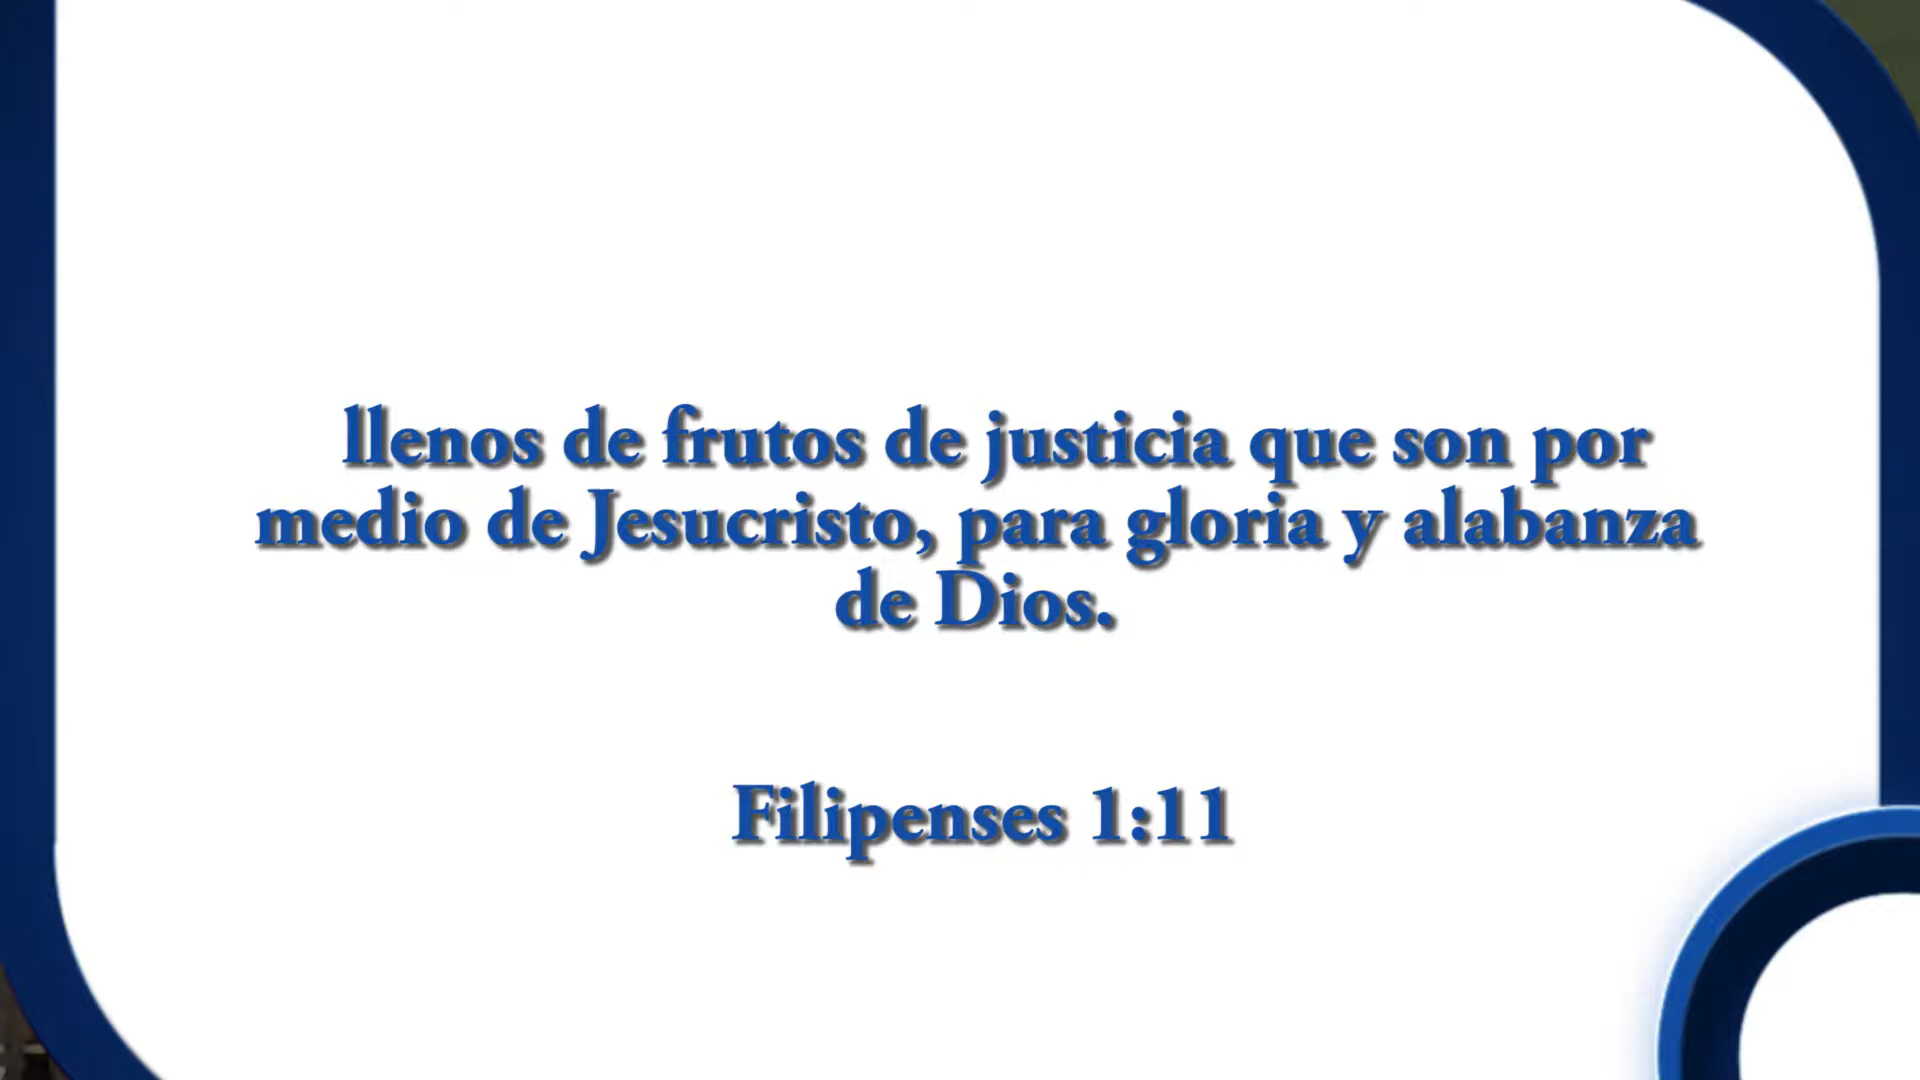 llenos de frutos de justicia que son por
medio de Jesucristo, para gloria y alabanza
de Dios.
Filipenses 1:11